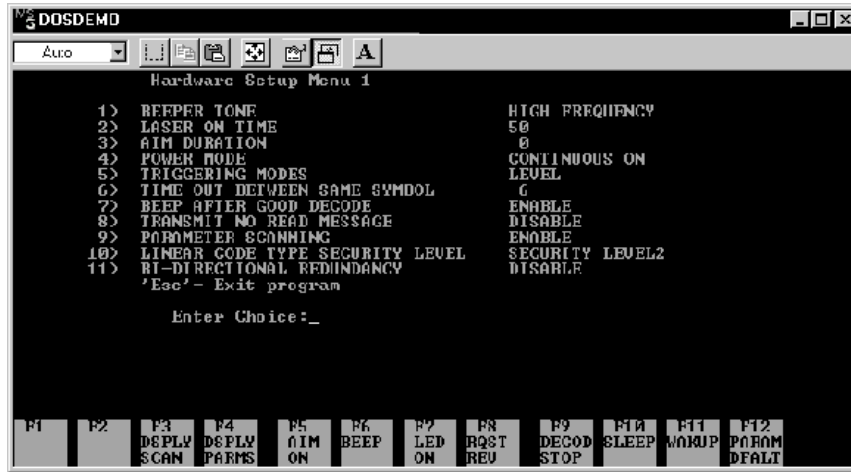 DOSDEMO
Auto
A
Hardware Setup Menu 1
1) BEEPER TONE HIGH FREQUENCY
2) LASER ON TIME 50
3) AIM DURATION 0
4) POWER MODE CONTINUOUS ON
5) TRIGGERING MODES LEVEL
6) TIME OUT BETWEEN SAME SYMBOL 6
7) BEEP AFTER GOOD DECODE ENABLE
8) TRANSMIT NO READ MESSAGE DISABLE
9) PARAMETER SCANNING ENABLE
10) LINEAR CODE TYPE SECURITY LEVEL SECURITY LEVEL2
11) BI-DIRECTIONAL REDUNDANCY DISABLE
'Esc'- Exit program
Enter Choice:_
F1 F2 F3 F4 F5 F6 F7 F8 F9 F10 F11 F12
DSPLY DSPLY AIM BEEP LED RQST DECOD SLEEP WAKUP PARAM
SCAN PARMS ON ON REV STOP DFALT